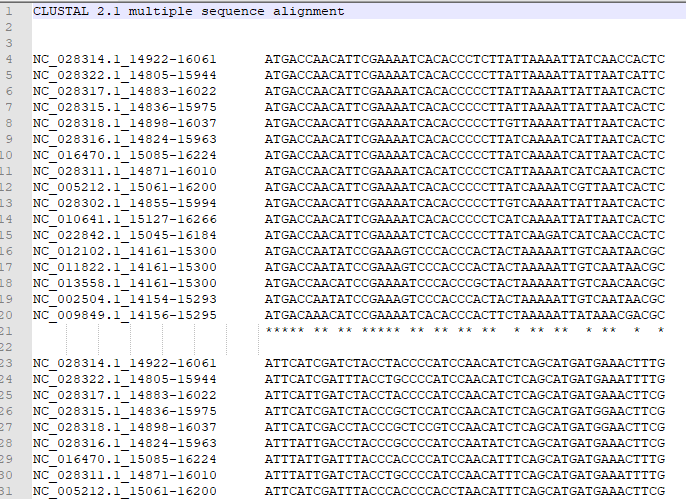 1 CLUSTAL 2.1 multiple sequence alignment
2
3
4 NC_028314.1_14922-16061 ATGACCAACATTCGAAAATCACACCCTCTTATTAAAATTATCAACCACTC
5 NC_028322.1_14805-15944 ATGACCAACATTCGAAAATCACACCCCCTTATTAAAATTATTAATCATTC
6 NC_028317.1_14883-16022 ATGACCAACATTCGAAAATCACACCCCCTTATTAAAATTATTAATCACTC
7 NC_028315.1_14836-15975 ATGACCAACATTCGAAAATCACACCCCCTTATTAAAATTATTAATCACTC
8 NC_028318.1_14898-16037 ATGACCAACATTCGAAAATCACACCCCCTTGTTAAAATTATTAATCACTC
9 NC_028316.1_14824-15963 ATGACCAACATTCGAAAATCACACCCCCTTATCAAAATCATTAATCACTC
10 NC_016470.1_15085-16224 ATGACCAACATTCGAAAATCACACCCCCTTATCAAAATCATTAATCACTC
11 NC_028311.1_14871-16010 ATGACCAACATTCGAAAATCACATCCCCTCATTAAAATCATCAATCACTC
12 NC_005212.1_15061-16200 ATGACCAACATTCGAAAATCACACCCCCTTATCAAAATCGTTAATCACTC
13 NC_028302.1_14855-15994 ATGACCAACATTCGAAAATCACACCCCCTTGTCAAAATTATTAATCACTC
14 NC_010641.1_15127-16266 ATGACCAACATTCGAAAATCACACCCCCTCATCAAAATTATTAATCACTC
15 NC_022842.1_15045-16184 ATGACCAACATTCGAAAATCTCACCCCCTTATCAAGATCATCAACCACTC
16 NC_012102.1_14161-15300 ATGACCAATATCCGAAAGTCCCACCCACTACTAAAAATTGTCAATAACGC
17 NC_011822.1_14161-15300 ATGACCAATATCCGAAAGTCCCACCCACTACTAAAAATTGTCAATAACGC
18 NC_013558.1_14161-15300 ATGACCAATATCCGAAAATCCCACCCGCTACTAAAAATTGTCAACAACGC
19 NC_002504.1_14154-15293 ATGACCAATATCCGAAAGTCCCACCCACTACTAAAAATTGTCAATAACGC
20 NC_009849.1_14156-15295 ATGACAAACATCCGAAAATCACACCCACTTCTAAAAATTATAAACGACGC
21 ***** ** ** ***** ** ** ** ** * ** ** * ** * *
22
23 NC_028314.1_14922-16061 ATTCATCGATCTACCTACCCCATCCAACATCTCAGCATGATGAAACTTTG
24 NC_028322.1_14805-15944 ATTCATCGATTTACCTGCCCCATCCAACATCTCAGCATGATGAAATTTTG
25 NC_028317.1_14883-16022 ATTCATTGATCTACCTACCCCATCCAACATCTCAGCATGATGAAACTTCG
26 NC_028315.1_14836-15975 ATTCATCGATCTACCCGCTCCATCCAACATCTCAGCATGATGGAACTTCG
27 NC_028318.1_14898-16037 ATTCATCGACCTACCCGCTCCGTCCAACATCTCAGCATGATGGAACTTCG
28 NC_028316.1_14824-15963 ATTTATTGACCTACCCGCCCCATCCAATATCTCAGCATGATGAAACTTCG
29 NC_016470.1_15085-16224 ATTTATTGATTTACCCACCCCATCCAACATTTCAGCATGATGAAACTTTG
30 NC_028311.1_14871-16010 ATTTATTGATCTACCTGCCCCATCCAACATTTCAGCATGATGAAATTTTG
31 NC_005212.1_15061-16200 ATTCATCGATTTACCCACCCCACCTAACATCTCAGCATGATGAAACTTCG